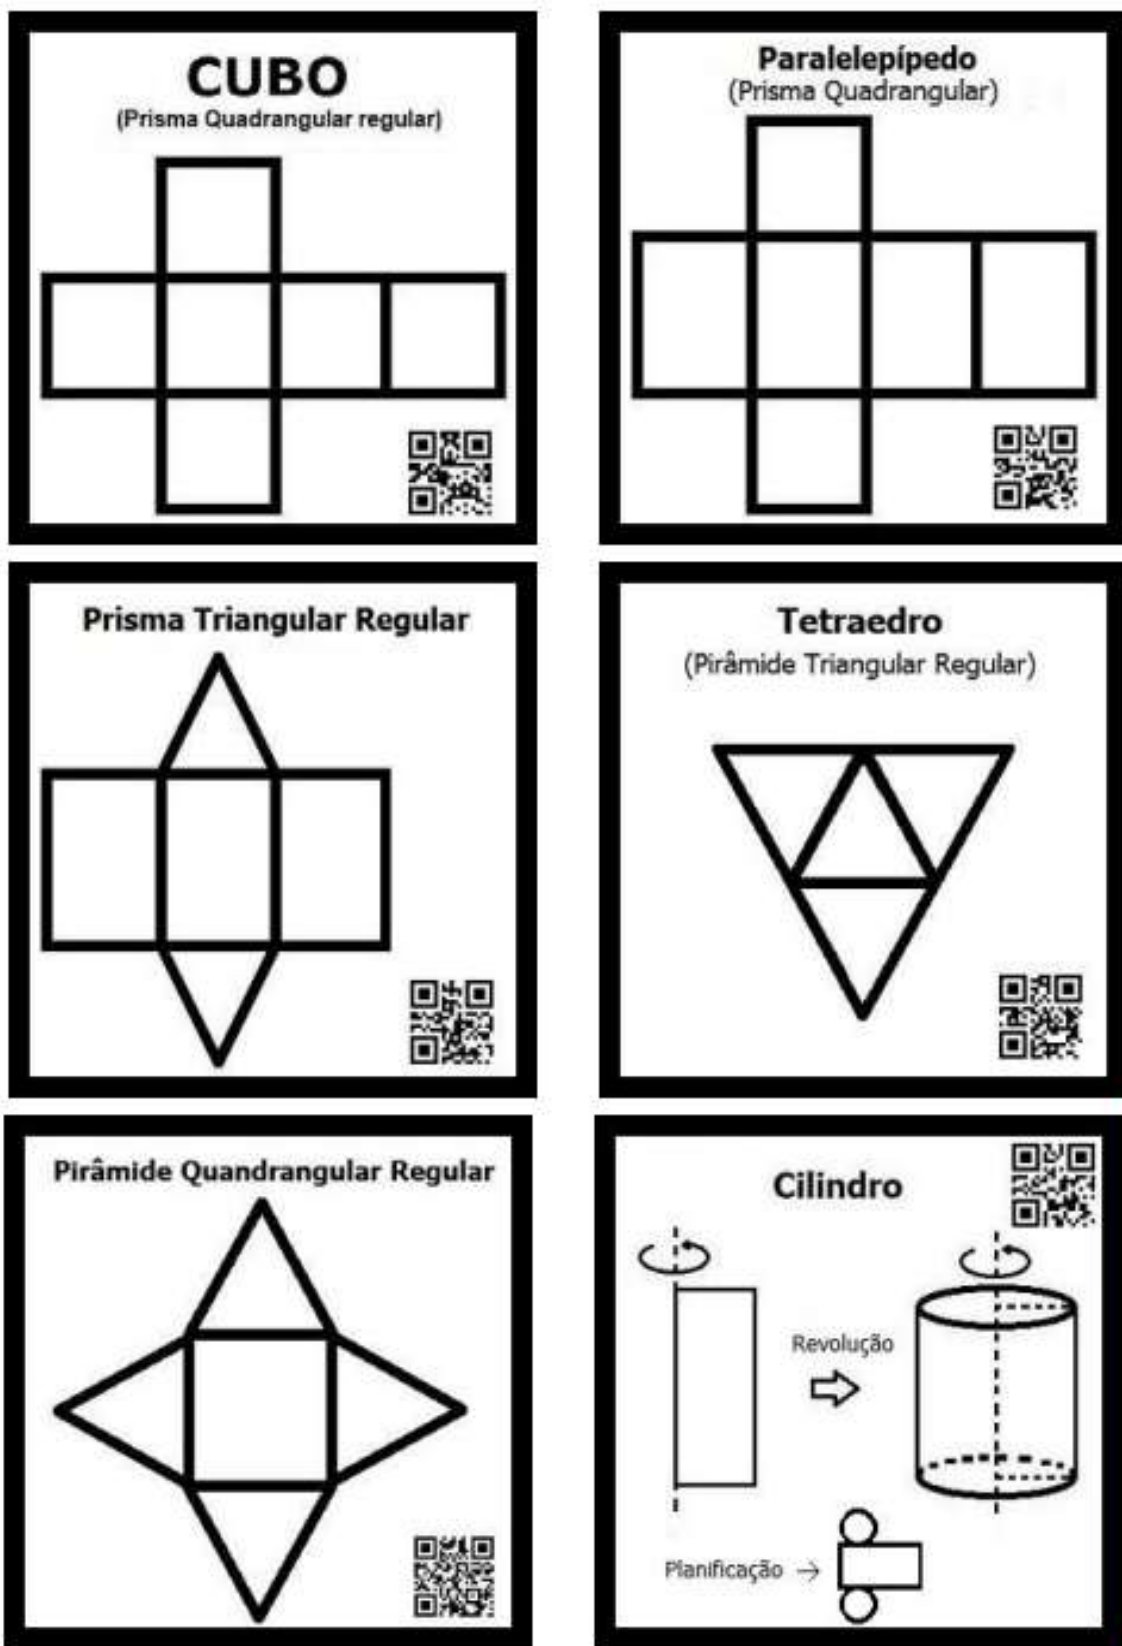 CUBO
(Prisma Quadrangular regular)
Paralelepípedo
(Prisma Quadrangular)
Prisma Triangular Regular
Tetraedro
(Pirâmide Triangular Regular)
Pirâmide Quandrangular Regular
Cilindro
Revolução
Planificação →